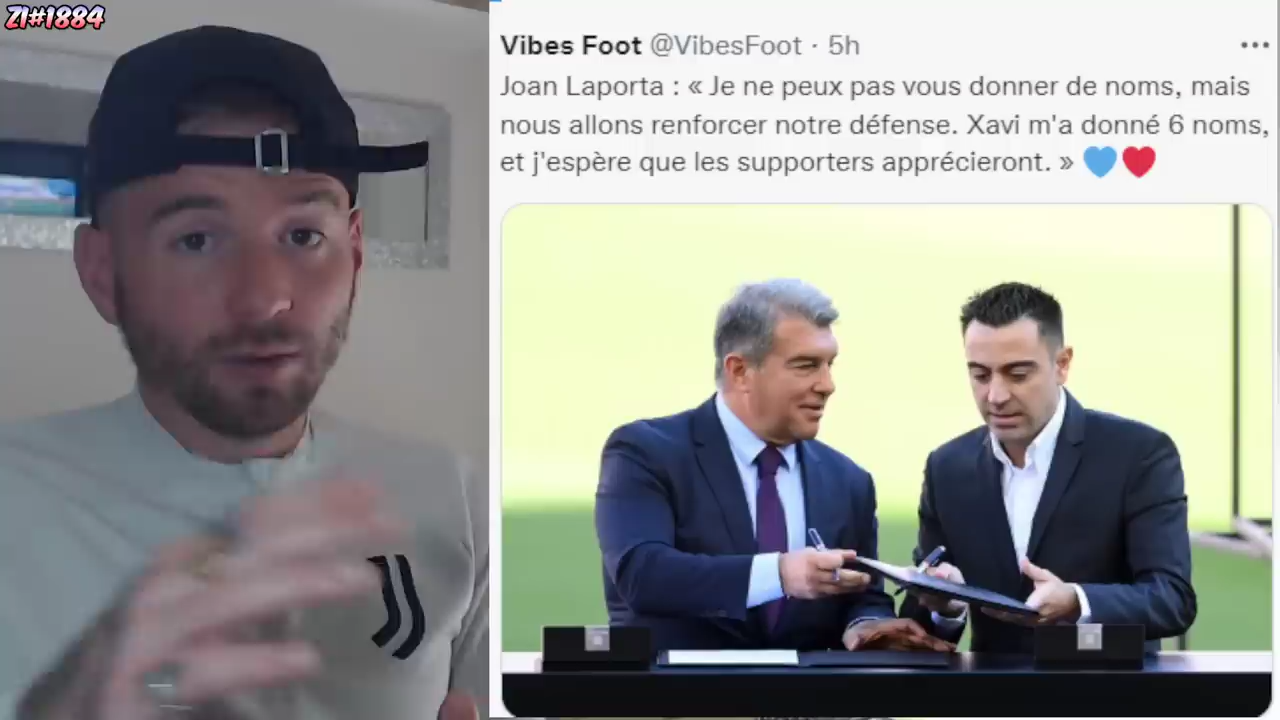 Z1#1884
Vibes Foot @VibesFoot · 5h
Joan Laporta : « Je ne peux pas vous donner de noms, mais
nous allons renforcer notre défense. Xavi m'a donné 6 noms,
et j'espère que les supporters apprécieront. » 💙❤️